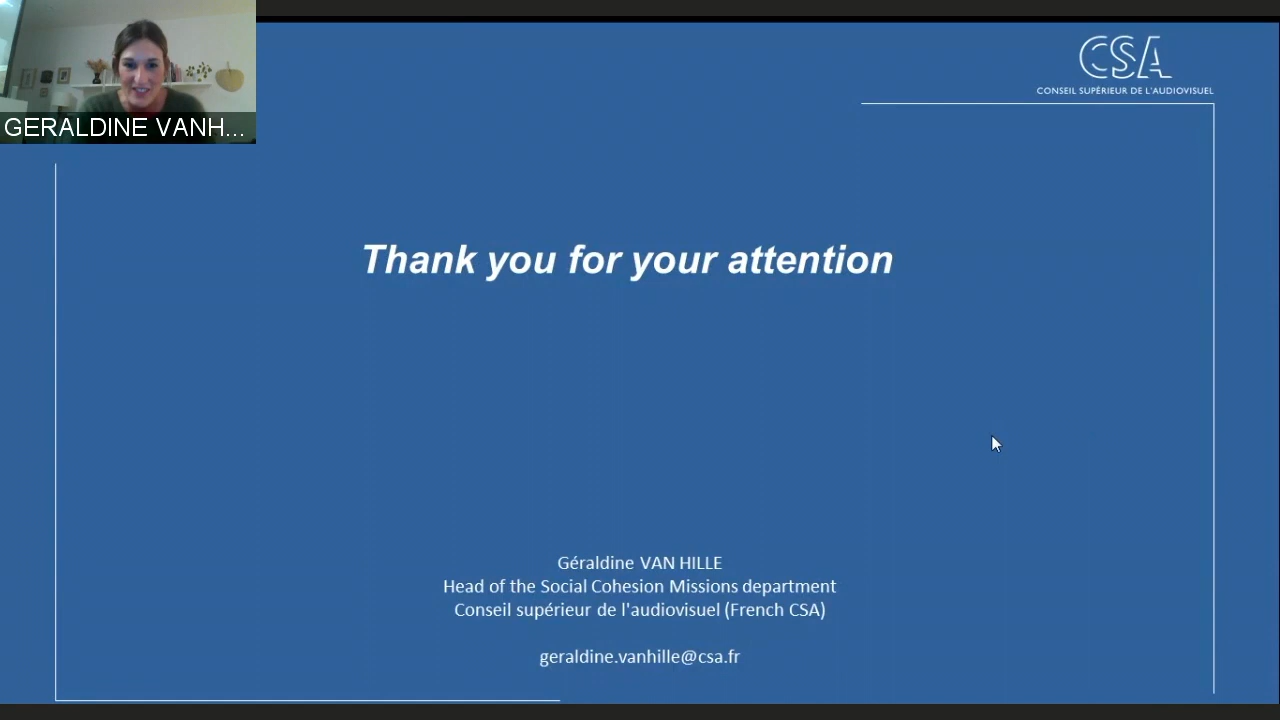 GERALDINE VANH...
CSA
CONSEIL SUPÉRIEUR DE L'AUDIOVISUEL
Thank you for your attention
Géraldine VAN HILLE
Head of the Social Cohesion Missions department
Conseil supérieur de l'audiovisuel (French CSA)
geraldine.vanhille@csa.fr